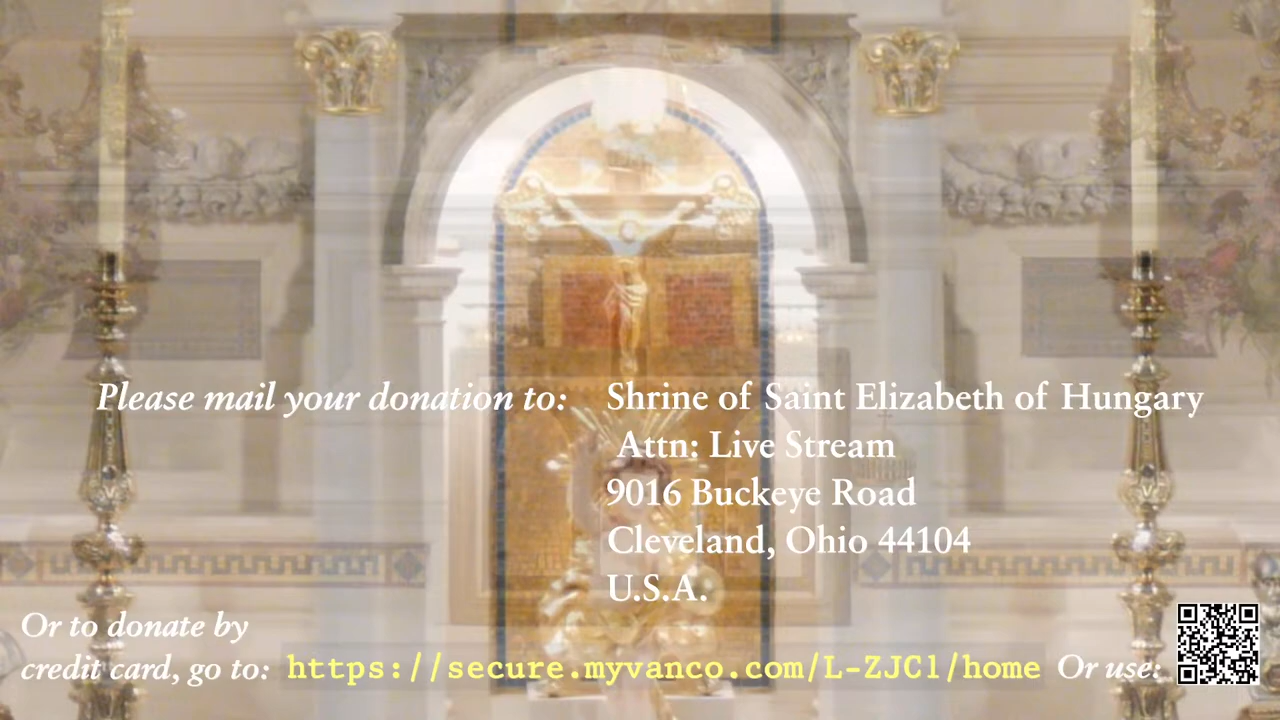 Please mail your donation to: Shrine of Saint Elizabeth of Hungary
Attn: Live Stream
9016 Buckeye Road
Cleveland, Ohio 44104
U.S.A.
Or to donate by
credit card, go to: https://secure.myvanco.com/L-ZJC1/home Or use: